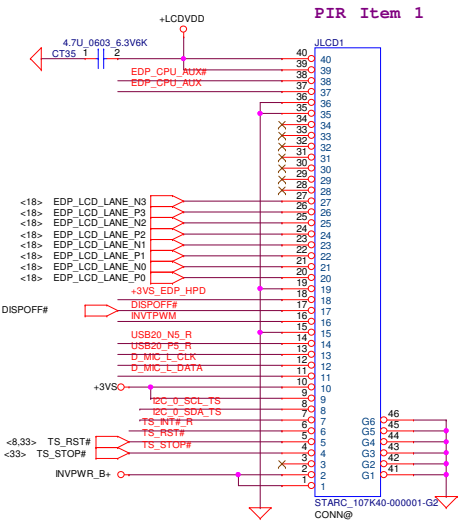 PIR Item 1
+LCDVDD
JLCD1
4.7U_0603_6.3V6K
CT35 1 2
40 40
39 39
EDP_CPU_AUX# 38 38
EDP_CPU_AUX 37 37
36 36
35 35
34 34
33 33
32 32
31 31
30 30
29 29
28 28
<18> EDP_LCD_LANE_N3 27 27
<18> EDP_LCD_LANE_P3 26 26
<18> EDP_LCD_LANE_N2 25 25
<18> EDP_LCD_LANE_P2 24 24
<18> EDP_LCD_LANE_N1 23 23
<18> EDP_LCD_LANE_P1 22 22
<18> EDP_LCD_LANE_N0 21 21
<18> EDP_LCD_LANE_P0 20 20
19 19
+3VS_EDP_HPD 18 18
DISPOFF# DISPOFF# 17 17
INVTPWM 16 16
15 15
USB20_N5_R 14 14
USB20_P5_R 13 13
D_MIC_L_CLK 12 12
D_MIC_L_DATA 11 11
+3VS 10 10
9 9
I2C_0_SCL_TS 8 8
I2C_0_SDA_TS 7 7
TS_INT#_R 6 6
<8,33> TS_RST# TS_RST# 5 5
<33> TS_STOP# TS_STOP# 4 4
3 3
INVPWR_B+ 2 2
1 1
G6 46
G5 45
G4 44
G3 43
G2 42
G1 41
STARC_107K40-000001-G2
CONN@